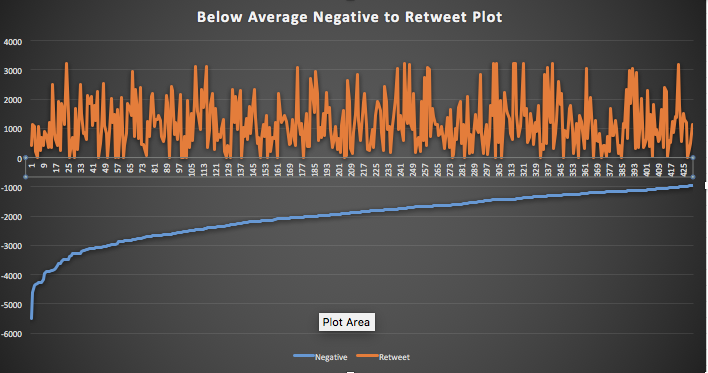 Below Average Negative to Retweet Plot
4000
3000
2000
1000
0
1 9 17 25 33 41 49 57 65 73 81 89 97 105 113 121 129 137 145 153 161 169 177 185 193 201 209 217 225 233 241 249 257 265 273 281 289 297 305 313 321 329 337 345 353 361 369 377 385 393 401 409 417 425
-1000
-2000
-3000
-4000
-5000
-6000
Plot Area
Negative Retweet